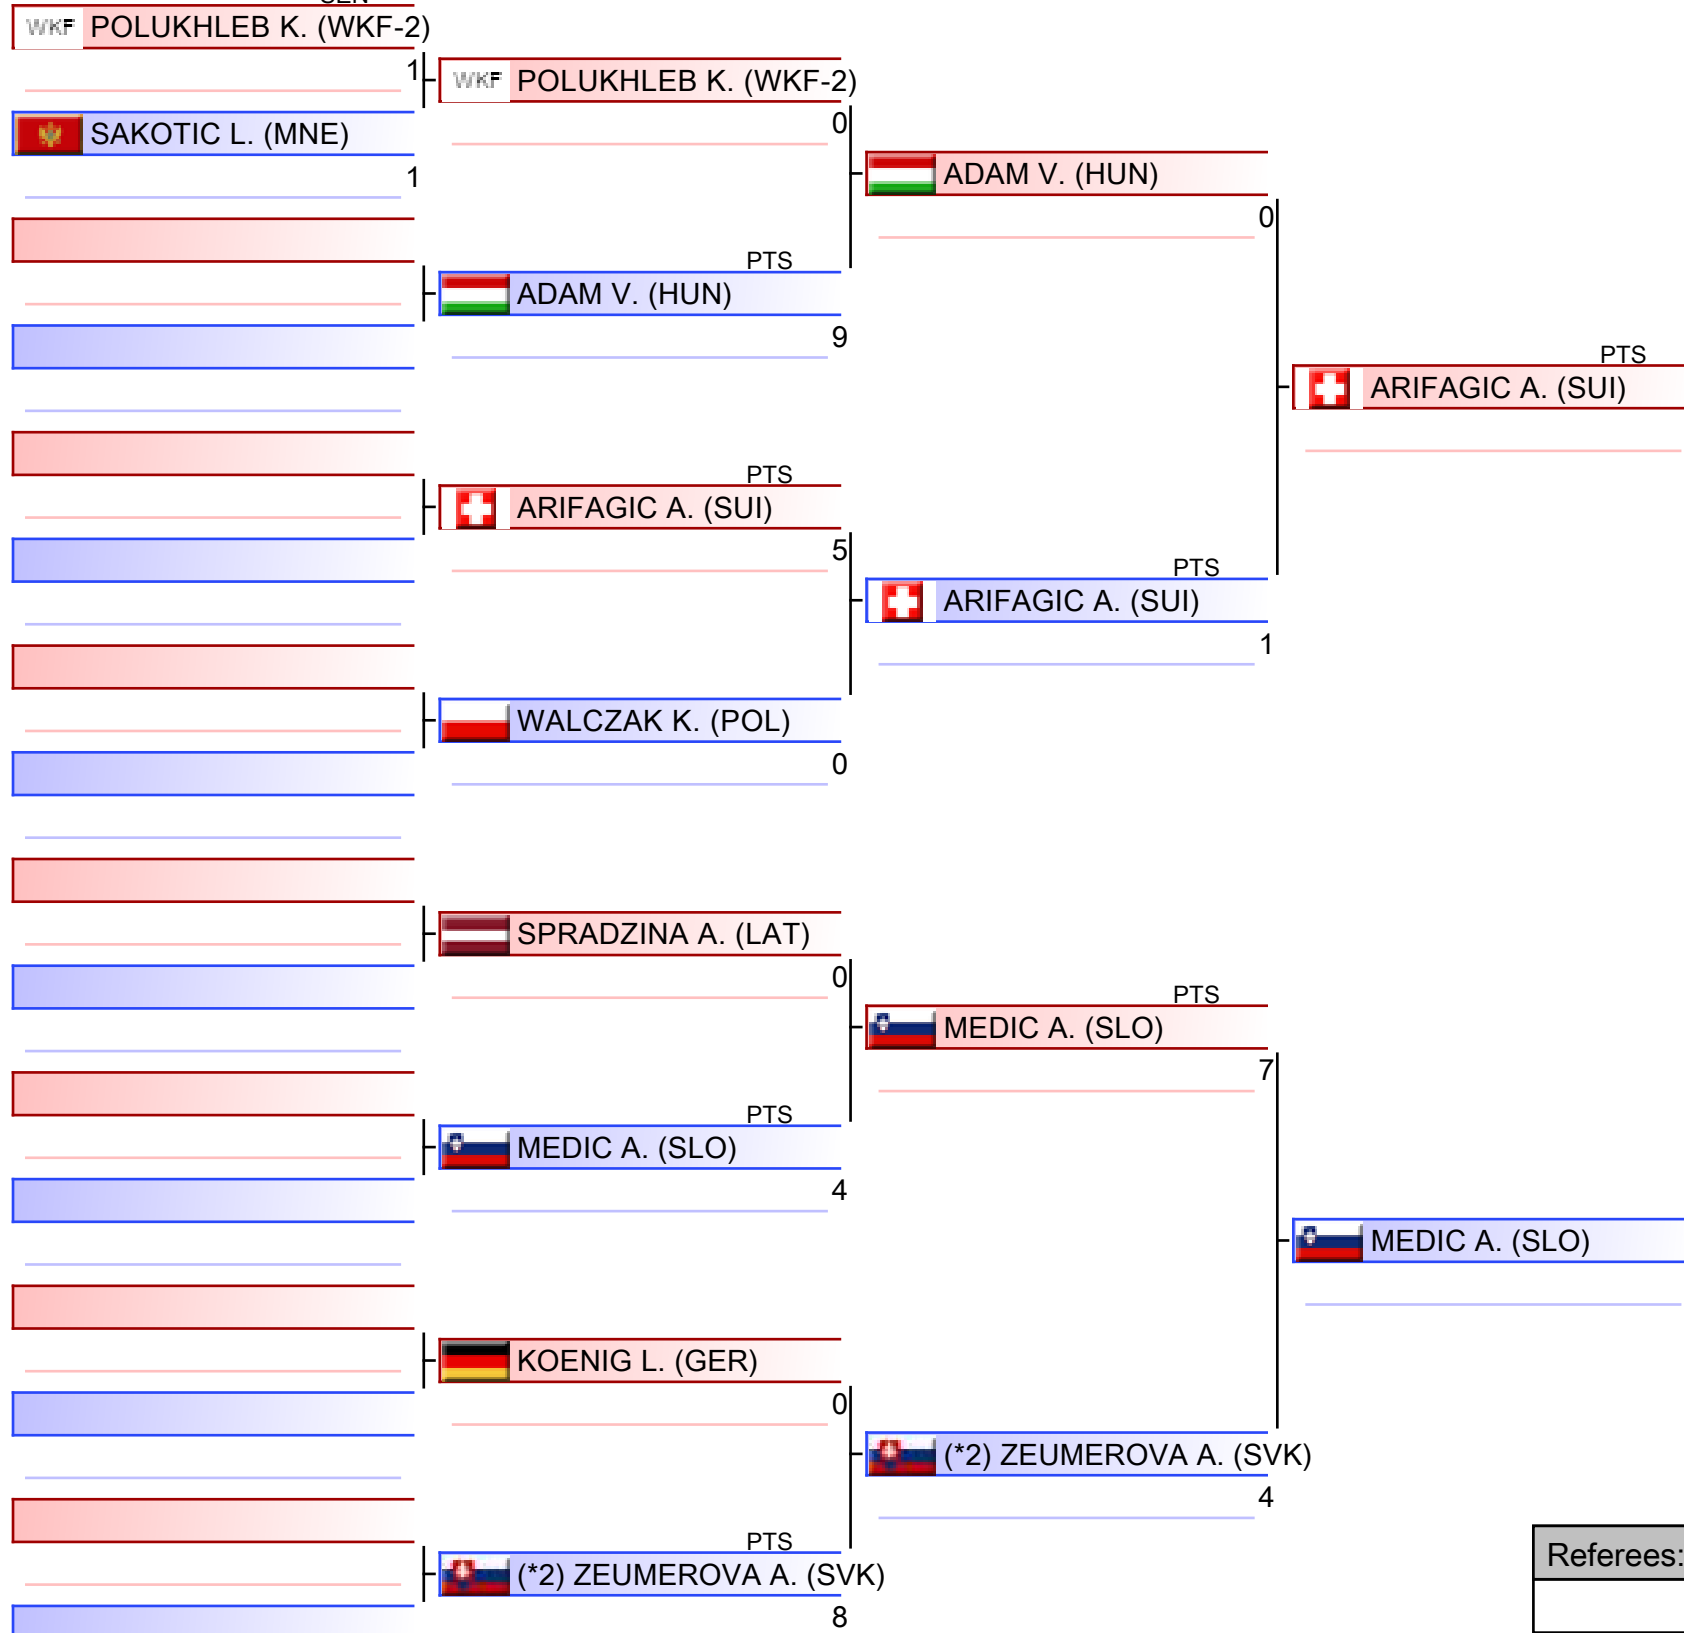 SEN
WKF POLUKHLEB K. (WKF-2)
1
SAKOTIC L. (MNE)
1
WKF POLUKHLEB K. (WKF-2)
0
PTS
ADAM V. (HUN)
9
PTS
ARIFAGIC A. (SUI)
5
WALCZAK K. (POL)
0
SPRADZINA A. (LAT)
0
PTS
MEDIC A. (SLO)
4
KOENIG L. (GER)
0
PTS
(*2) ZEUMEROVA A. (SVK)
8
ADAM V. (HUN)
0
PTS
ARIFAGIC A. (SUI)
1
PTS
MEDIC A. (SLO)
7
(*2) ZEUMEROVA A. (SVK)
4
PTS
ARIFAGIC A. (SUI)
MEDIC A. (SLO)
Referees: